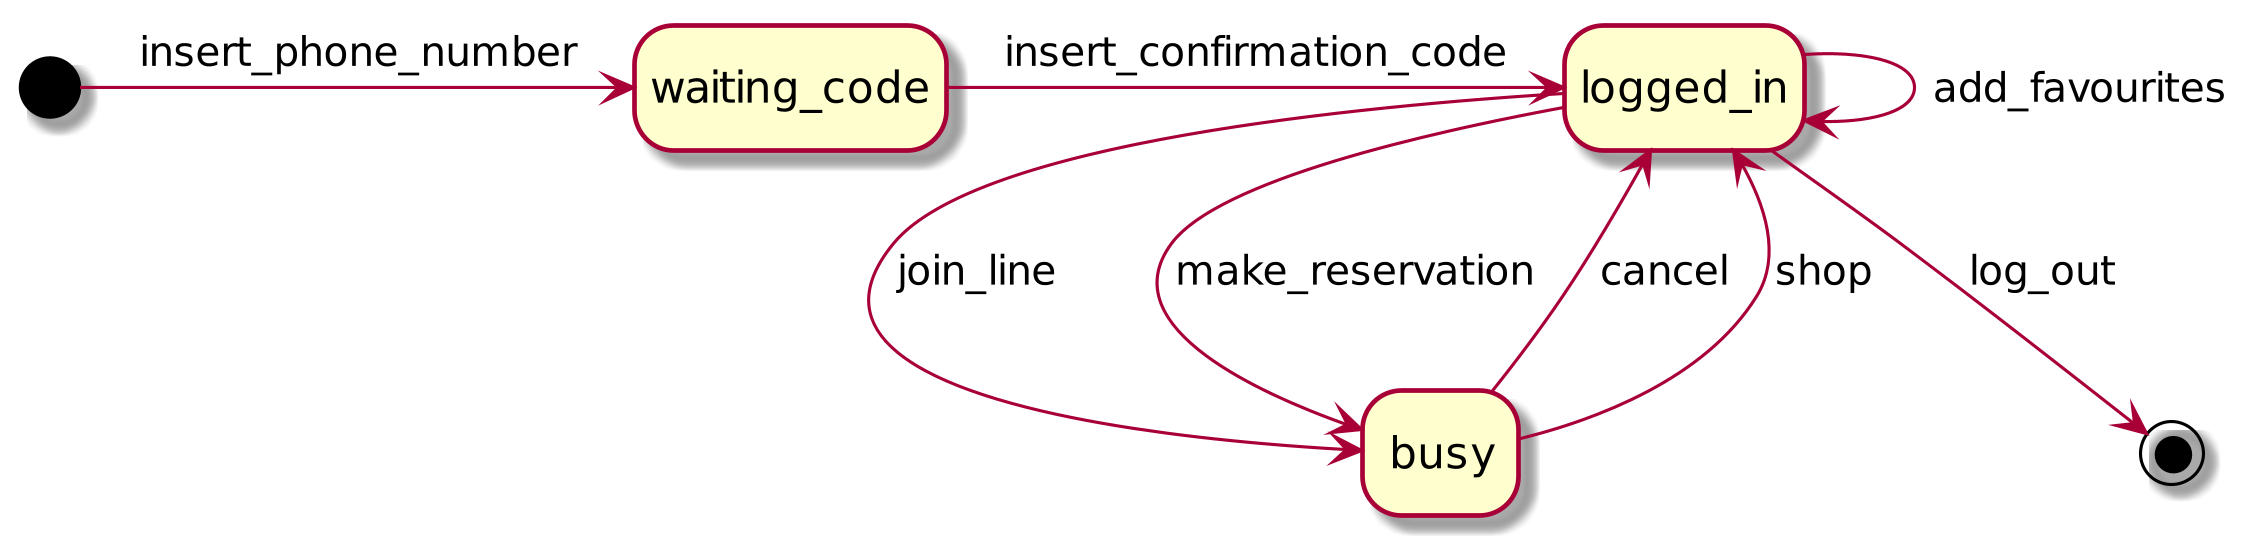 insert_phone_number
waiting_code
insert_confirmation_code
logged_in
add_favourites
join_line
make_reservation
cancel
shop
log_out
busy